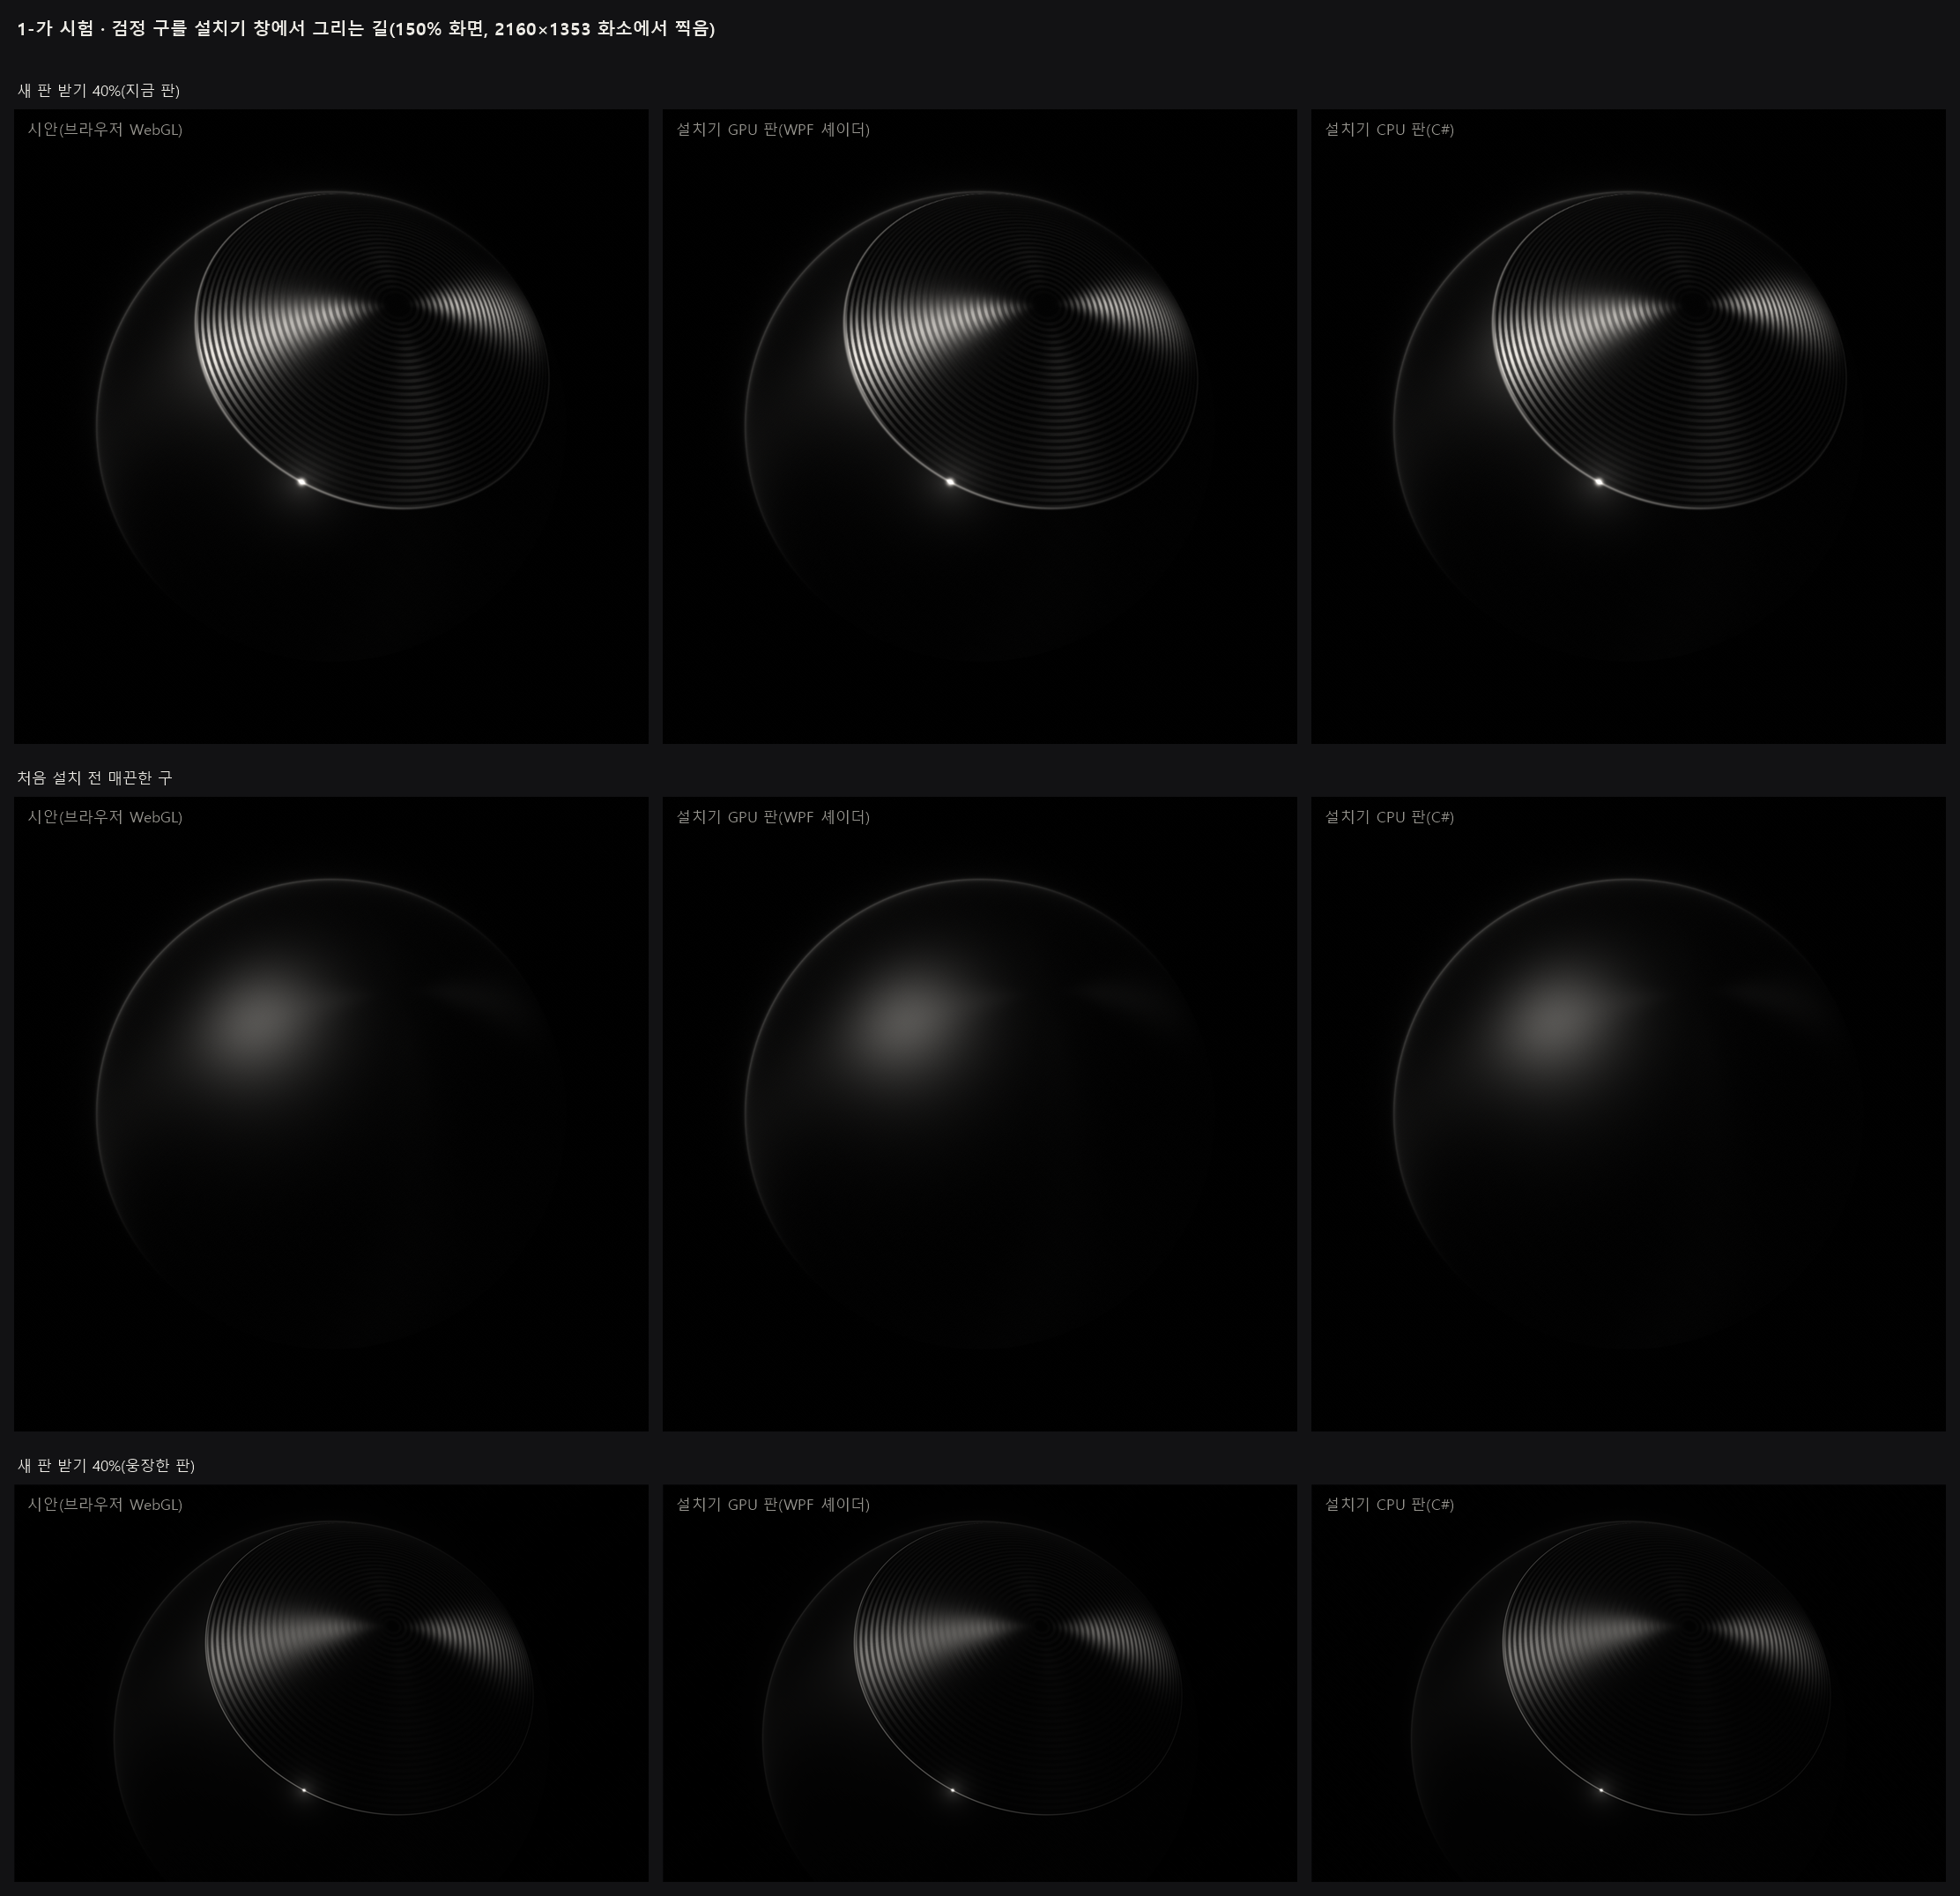 1-가 시험 · 검정 구를 설치기 창에서 그리는 길(150% 화면, 2160×1353 화소에서 찍음)
새 판 받기 40%(지금 판)
시안(브라우저 WebGL)
설치기 GPU 판(WPF 셰이더)
설치기 CPU 판(C#)
처음 설치 전 매끈한 구
시안(브라우저 WebGL)
설치기 GPU 판(WPF 셰이더)
설치기 CPU 판(C#)
새 판 받기 40%(웅장한 판)
시안(브라우저 WebGL)
설치기 GPU 판(WPF 셰이더)
설치기 CPU 판(C#)